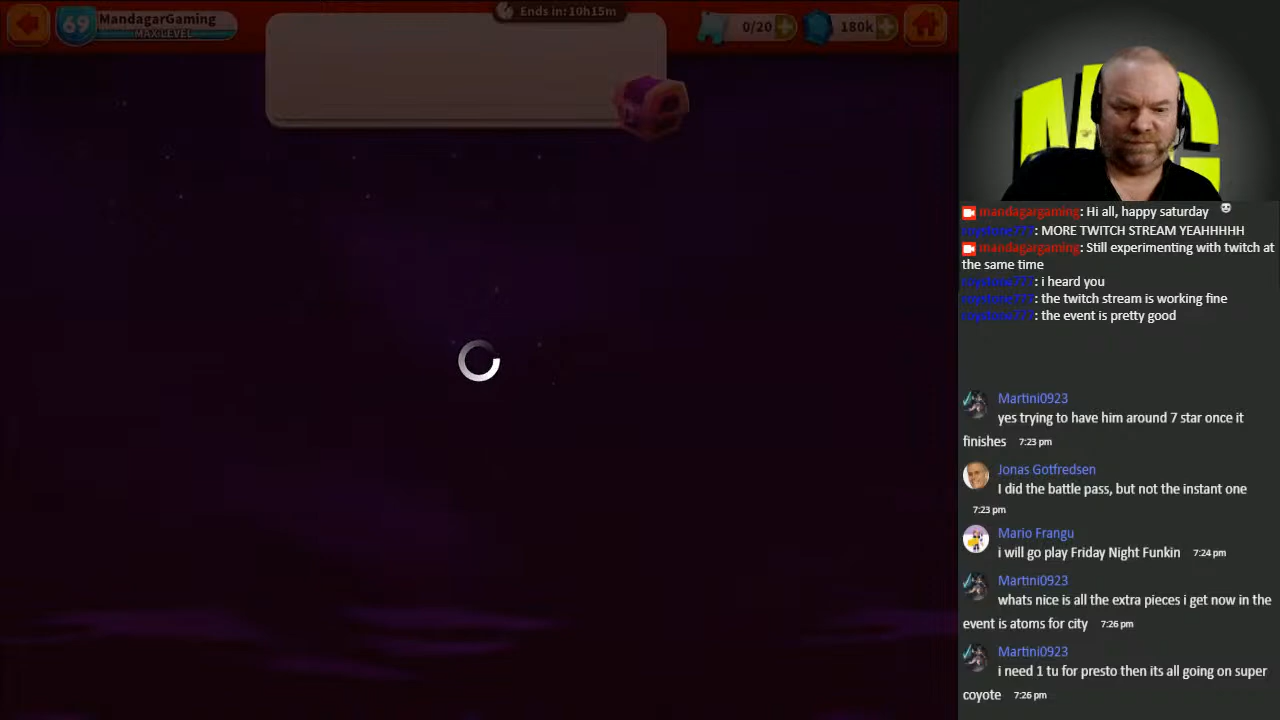 Ends in: 10h15m
69 MandagarGaming
MAX LEVEL
0/20
180k
mandagargaming: Hi all, happy saturday
MORE TWITCH STREAM YEAHHHHH
mandagargaming: Still experimenting with twitch at
the same time
: i heard you
: the twitch stream is working fine
: the event is pretty good
Martini0923
yes trying to have him around 7 star once it
finishes 7:23 pm
Jonas Gotfredsen
I did the battle pass, but not the instant one
7:23 pm
Mario Frangu
i will go play Friday Night Funkin 7:24 pm
Martini0923
whats nice is all the extra pieces i get now in the
event is atoms for city 7:26 pm
Martini0923
i need 1 tu for presto then its all going on super
coyote 7:26 pm